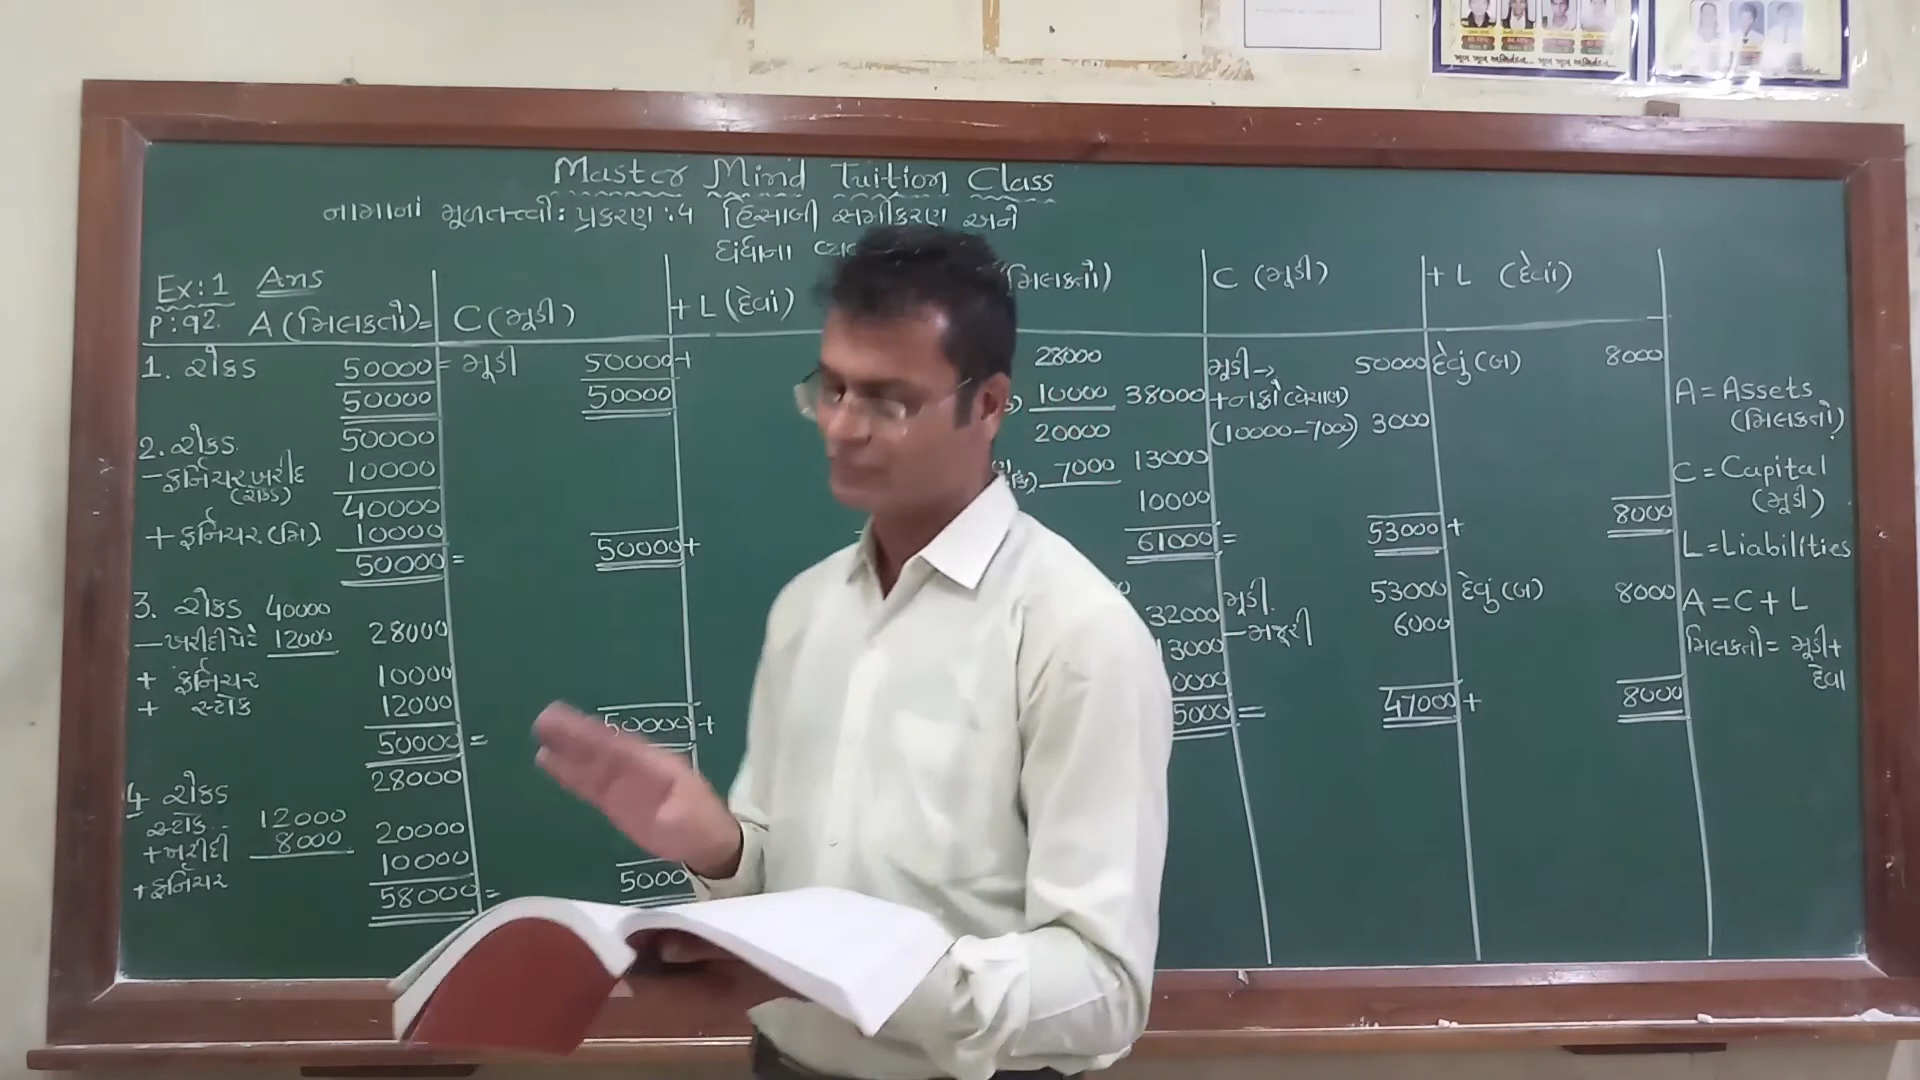 Master Mind Tuition Class
નામાનાં મૂળતત્ત્વો: પ્રકરણ :4 હિસાબી સમીકરણ અને
ધંધાના
Ex:1 Ans
P:92. A (મિલકતો)= C (મૂડી) + L (દેવાં)
1. રોકડ 50000 = મૂડી 50000+
50000 50000
2. રોકડ 50000
- ફર્નિચર ખરીદ 10000
(રોકડ)
40000
+ ફર્નિચર (મિ). 10000
50000 = 50000+
3. રોકડ 40000
- ખરીદી પેટે 12000 28000
+ ફર્નિચર 10000
+ સ્ટોક 12000
50000 = 50000 +
4 રોકડ 28000
સ્ટોક 12000
+ ખરીદી 8000 20000
+ ફર્નિચર 10000
58000 = 5000
મિલકતો) C (મૂડી) + L (દેવાં)
28000 મૂડી → 50000 દેવું (બ) 8000
10000 38000 + નફો (વેચાણ)
20000 (10000-7000) 3000
7000 13000
10000
61000 = 53000 + 8000
32000 મૂડી. 53000 દેવું (બ) 8000
13000 - મજૂરી 6000
0000
5000 = 47000 + 8000
A = Assets
(મિલકતો)
C = Capital
(મૂડી)
L = Liabilities
A = C + L
મિલકતો = મૂડી +
દેવા